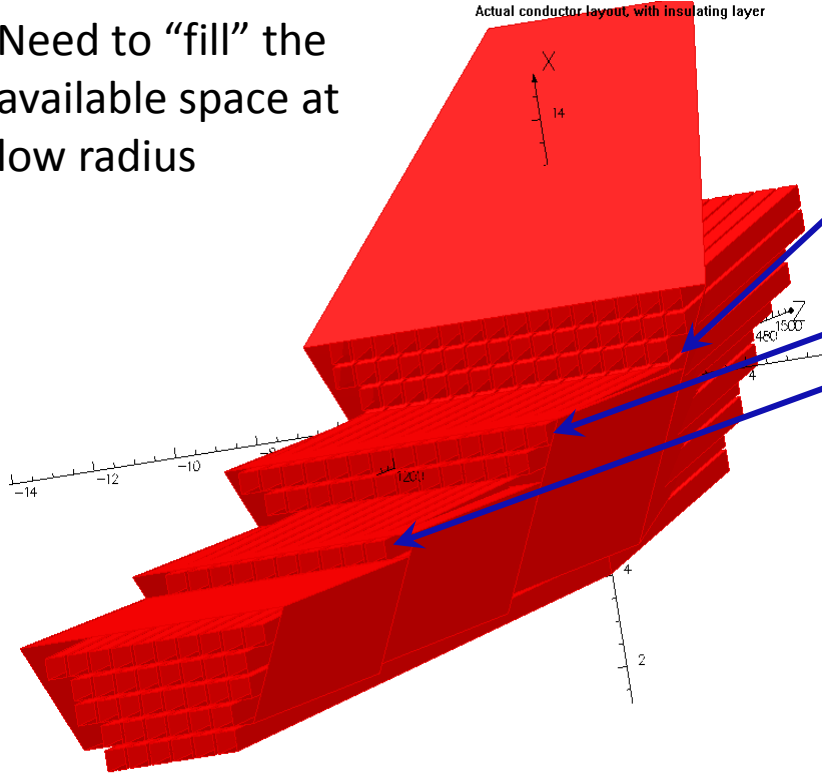 Actual conductor layout, with insulating layer
Need to “fill” the
available space at
low radius
X
14
Z
1500
480
4
-8
-10
1200
-12
-14
4
2